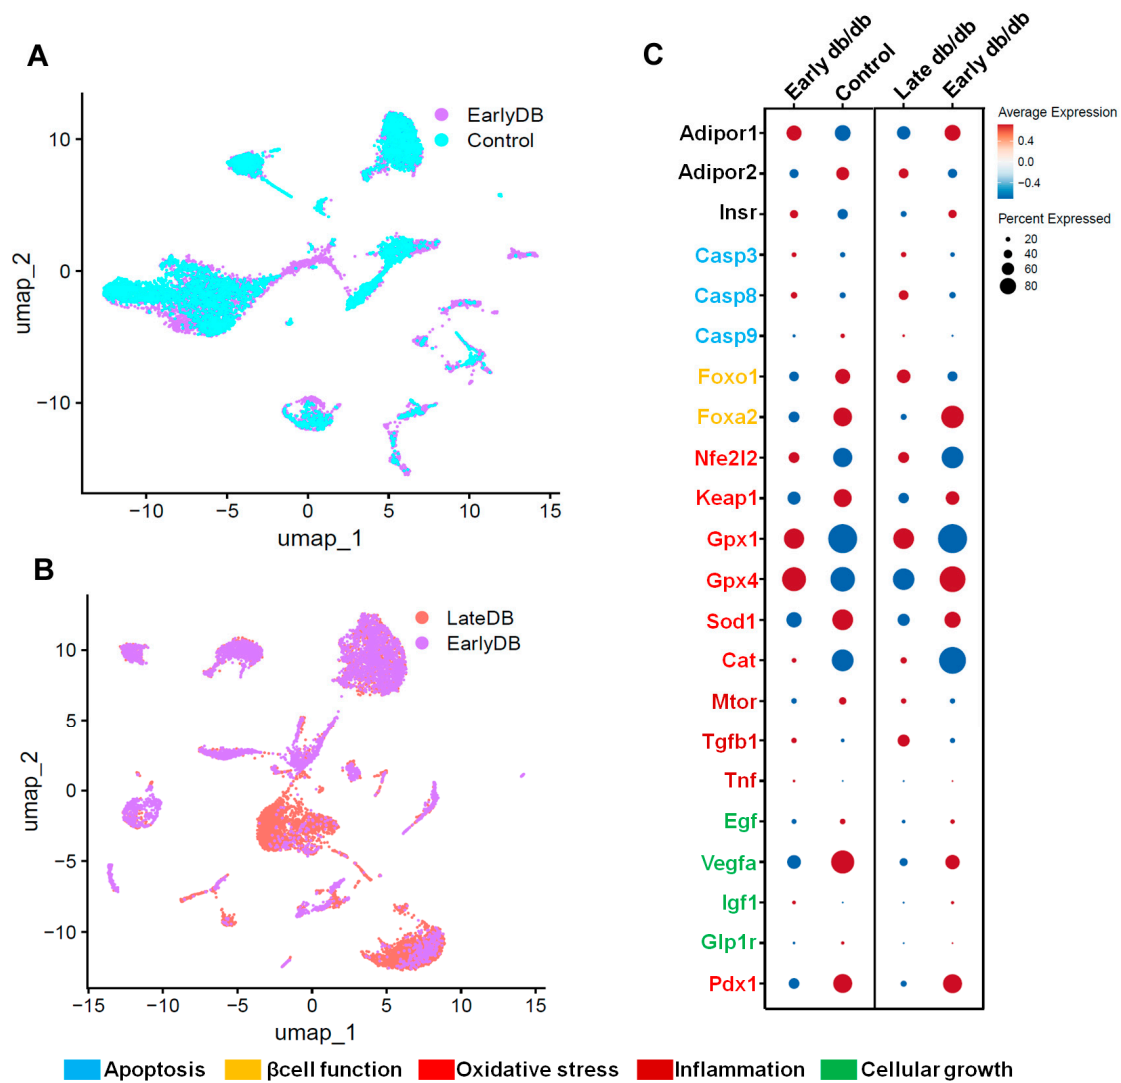 A
EarlyDB
Control
10
0
−10
umap_2
−10
−5
0
5
10
15
umap_1
B
LateDB
EarlyDB
10
5
0
−5
−10
umap_2
−15
−10
−5
0
5
10
15
umap_1
C
Early db/db
Control
Late db/db
Early db/db
Adipor1
Adipor2
Insr
Casp3
Casp8
Casp9
Foxo1
Foxa2
Nfe2l2
Keap1
Gpx1
Gpx4
Sod1
Cat
Mtor
Tgfb1
Tnf
Egf
Vegfa
Igf1
Glp1r
Pdx1
Average Expression
0.4
0.0
−0.4
Percent Expressed
20
40
60
80
Apoptosis
βcell function
Oxidative stress
Inflammation
Cellular growth